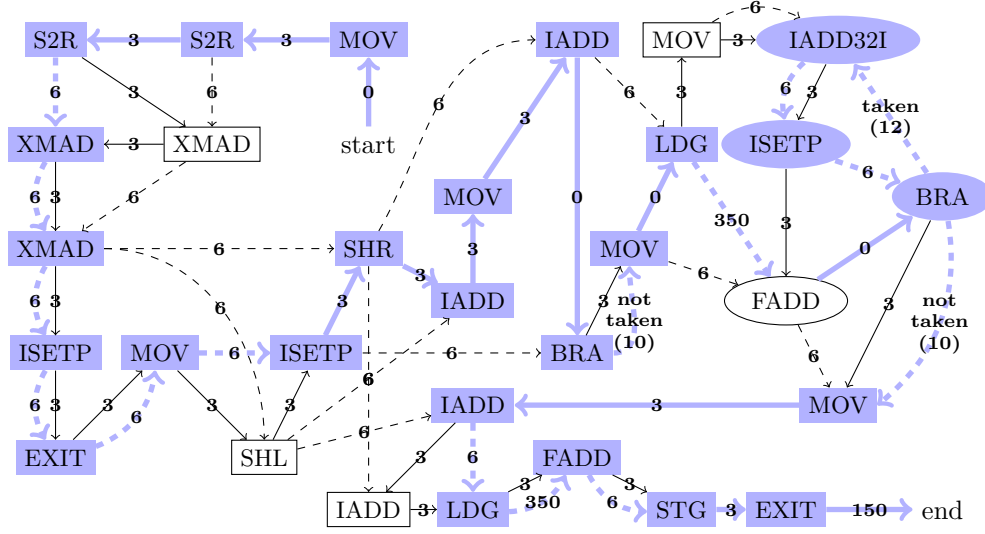 S2R 3 S2R 3 MOV IADD MOV 3 6 IADD32I
6 3 6 0 6 6 3 6 3
taken
(12)
XMAD 3 XMAD start LDG ISETP
6 3 6 3 MOV 0 0 350 6 BRA
XMAD 6 SHR 3 3 MOV 6 3 0
6 3 6 3 IADD 3 not
taken
(10) FADD 3 not
taken
(10)
ISETP MOV 6 ISETP 6 BRA 6
6 3 3 6 3 3 6 MOV
EXIT SHL 6 IADD 3
3 6 FADD
IADD 3 LDG 3 350 6 3 STG 3 EXIT 150 end